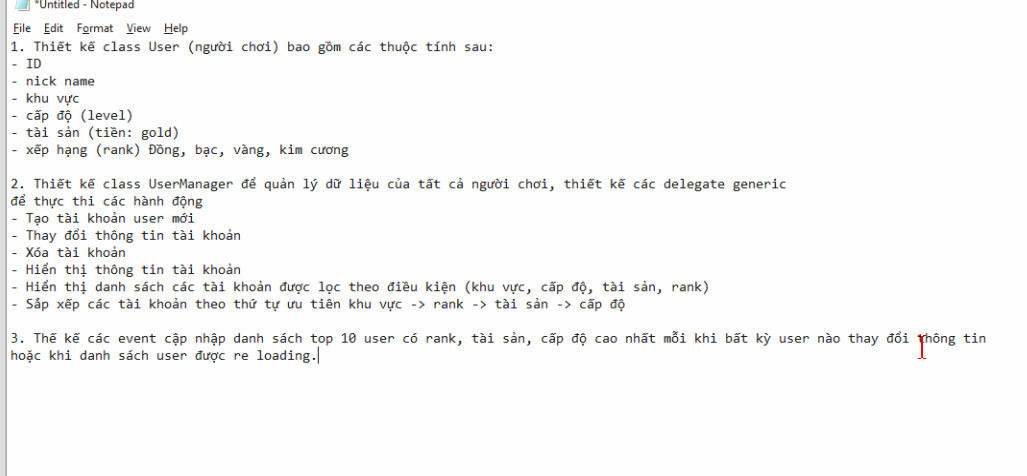 *Untitled - Notepad
File Edit Format View Help
1. Thiết kế class User (người chơi) bao gồm các thuộc tính sau:
- ID
- nick name
- khu vực
- cấp độ (level)
- tài sản (tiền: gold)
- xếp hạng (rank) Đồng, bạc, vàng, kim cương
2. Thiết kế class UserManager để quản lý dữ liệu của tất cả người chơi, thiết kế các delegate generic
để thực thi các hành động
- Tạo tài khoản user mới
- Thay đổi thông tin tài khoản
- Xóa tài khoản
- Hiển thị thông tin tài khoản
- Hiển thị danh sách các tài khoản được lọc theo điều kiện (khu vực, cấp độ, tài sản, rank)
- Sắp xếp các tài khoản theo thứ tự ưu tiên khu vực -> rank -> tài sản -> cấp độ
3. Thế kế các event cập nhập danh sách top 10 user có rank, tài sản, cấp độ cao nhất mỗi khi bất kỳ user nào thay đổi thông tin
hoặc khi danh sách user được re loading.